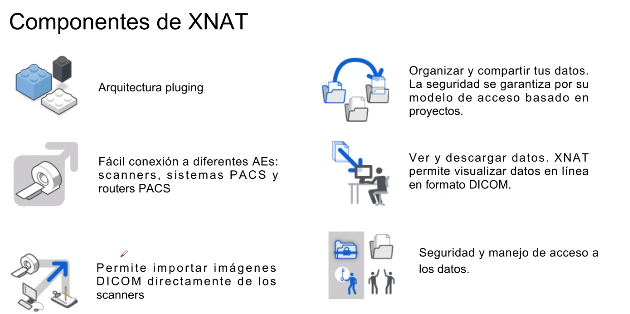 Componentes de XNAT
Arquitectura pluging
Fácil conexión a diferentes AEs:
scanners, sistemas PACS y
routers PACS
Permite importar imágenes
DICOM directamente de los
scanners
Organizar y compartir tus datos.
La seguridad se garantiza por su
modelo de acceso basado en
proyectos.
Ver y descargar datos. XNAT
permite visualizar datos en línea
en formato DICOM.
Seguridad y manejo de acceso a
los datos.